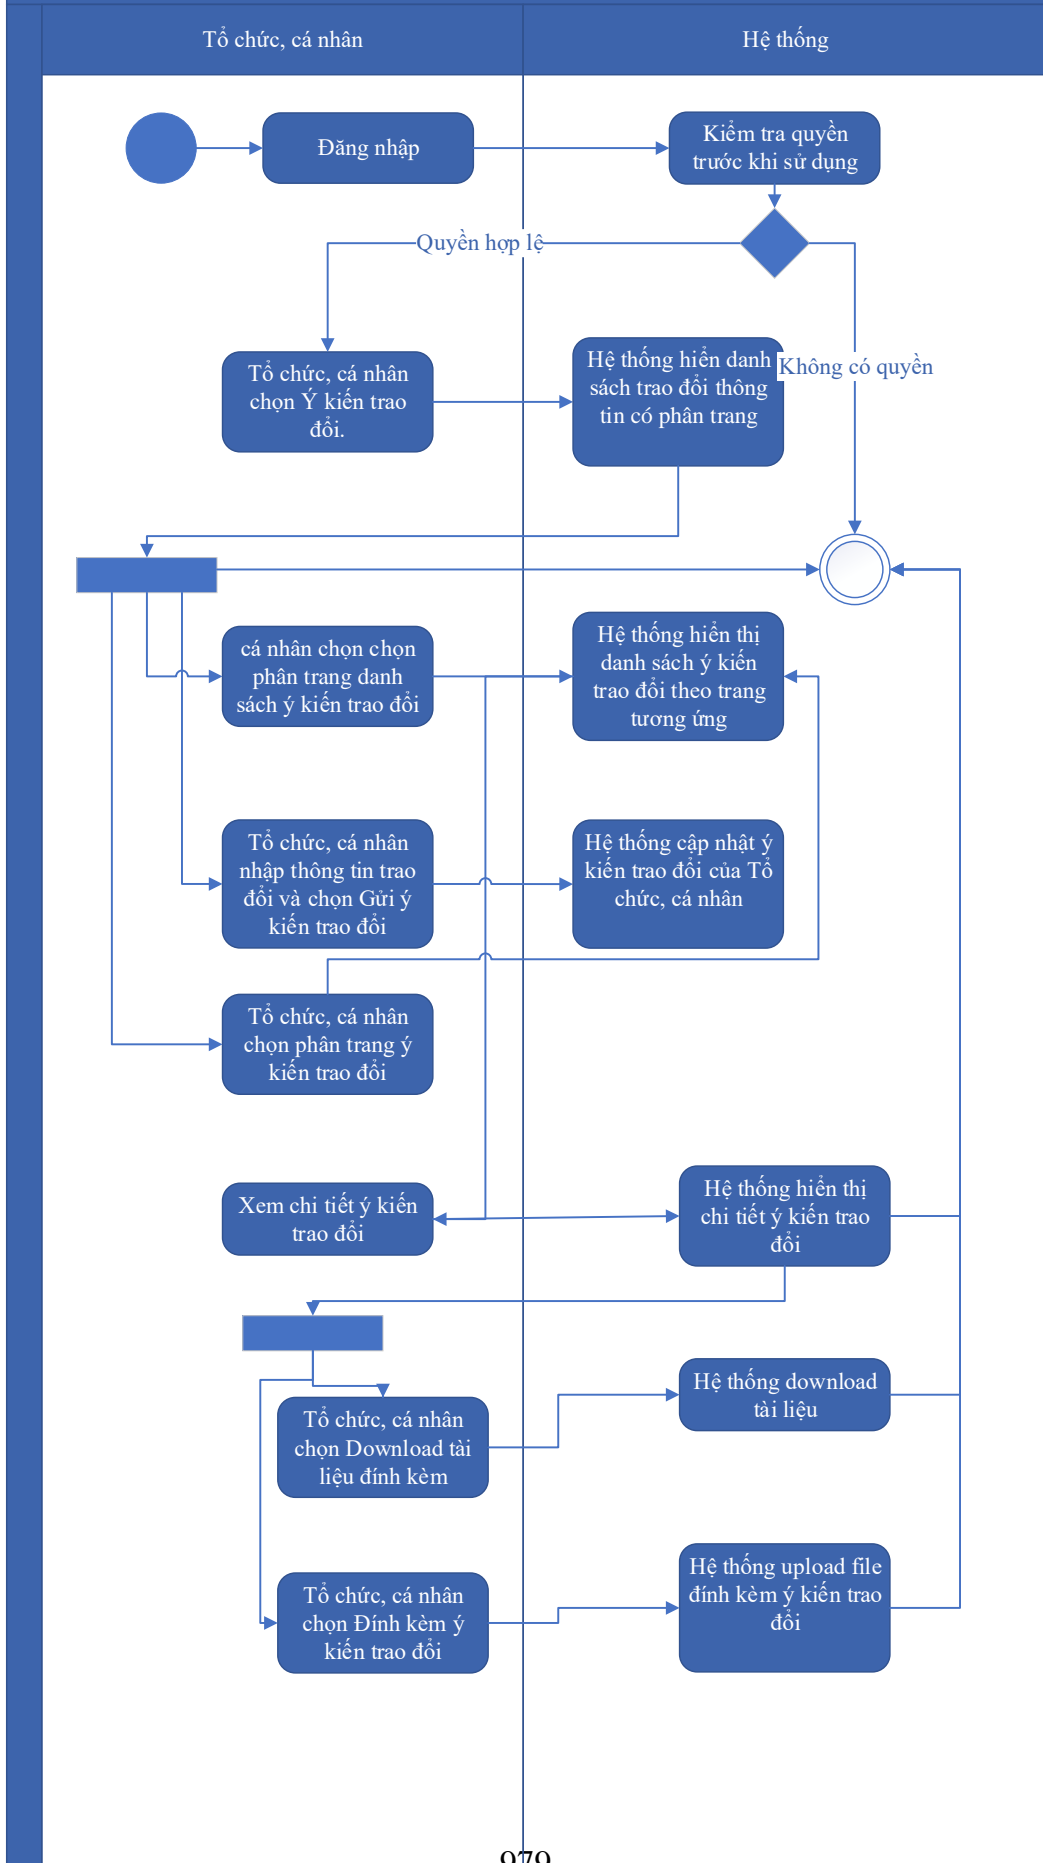 Tổ chức, cá nhân
Hệ thống
Đăng nhập
Kiểm tra quyền
trước khi sử dụng
Quyền hợp lệ
Không có quyền
Tổ chức, cá nhân
chọn Ý kiến trao
đổi.
Hệ thống hiển danh
sách trao đổi thông
tin có phân trang
cá nhân chọn chọn
phân trang danh
sách ý kiến trao đổi
Hệ thống hiển thị
danh sách ý kiến
trao đổi theo trang
tương ứng
Tổ chức, cá nhân
nhập thông tin trao
đổi và chọn Gửi ý
kiến trao đổi
Hệ thống cập nhật ý
kiến trao đổi của Tổ
chức, cá nhân
Tổ chức, cá nhân
chọn phân trang ý
kiến trao đổi
Xem chi tiết ý kiến
trao đổi
Hệ thống hiển thị
chi tiết ý kiến trao
đổi
Tổ chức, cá nhân
chọn Download tài
liệu đính kèm
Hệ thống download
tài liệu
Tổ chức, cá nhân
chọn Đính kèm ý
kiến trao đổi
Hệ thống upload file
đính kèm ý kiến trao
đổi